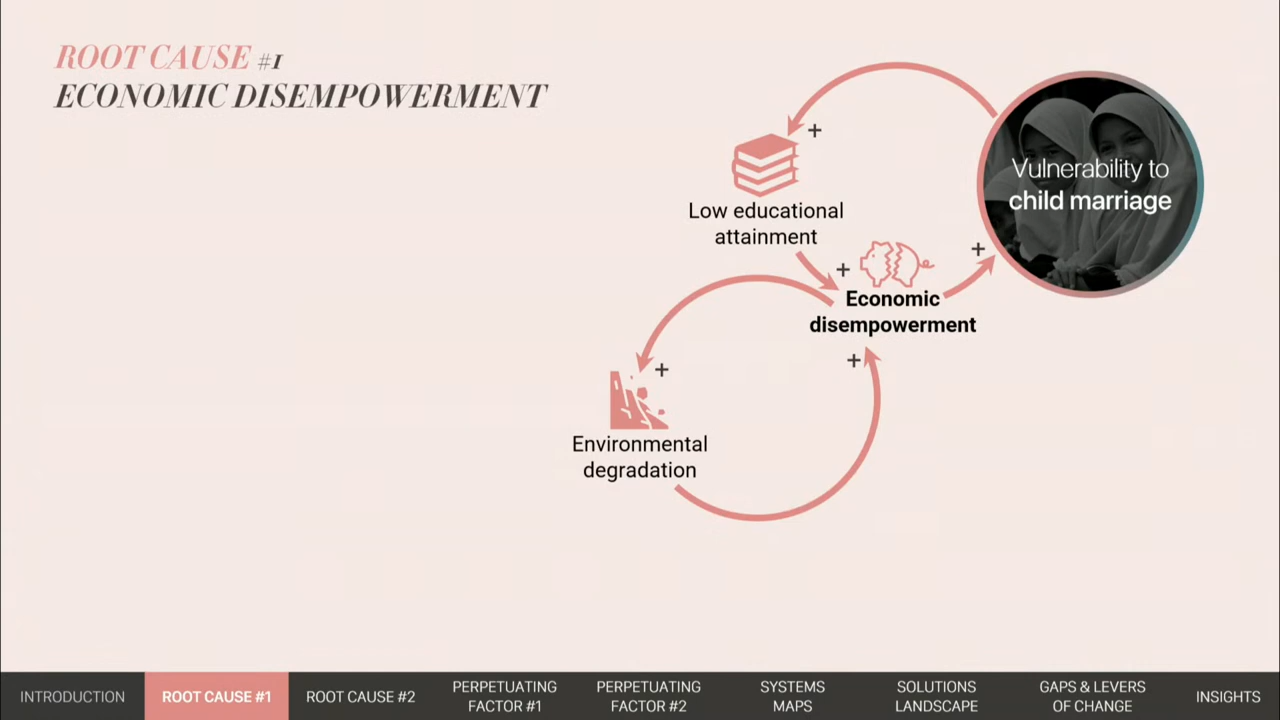 ROOT CAUSE #1
ECONOMIC DISEMPOWERMENT
+
Vulnerability to
child marriage
Low educational
attainment
+
+
Economic
disempowerment
+
+
Environmental
degradation
INTRODUCTION
ROOT CAUSE #1
ROOT CAUSE #2
PERPETUATING
FACTOR #1
PERPETUATING
FACTOR #2
SYSTEMS
MAPS
SOLUTIONS
LANDSCAPE
GAPS & LEVERS
OF CHANGE
INSIGHTS